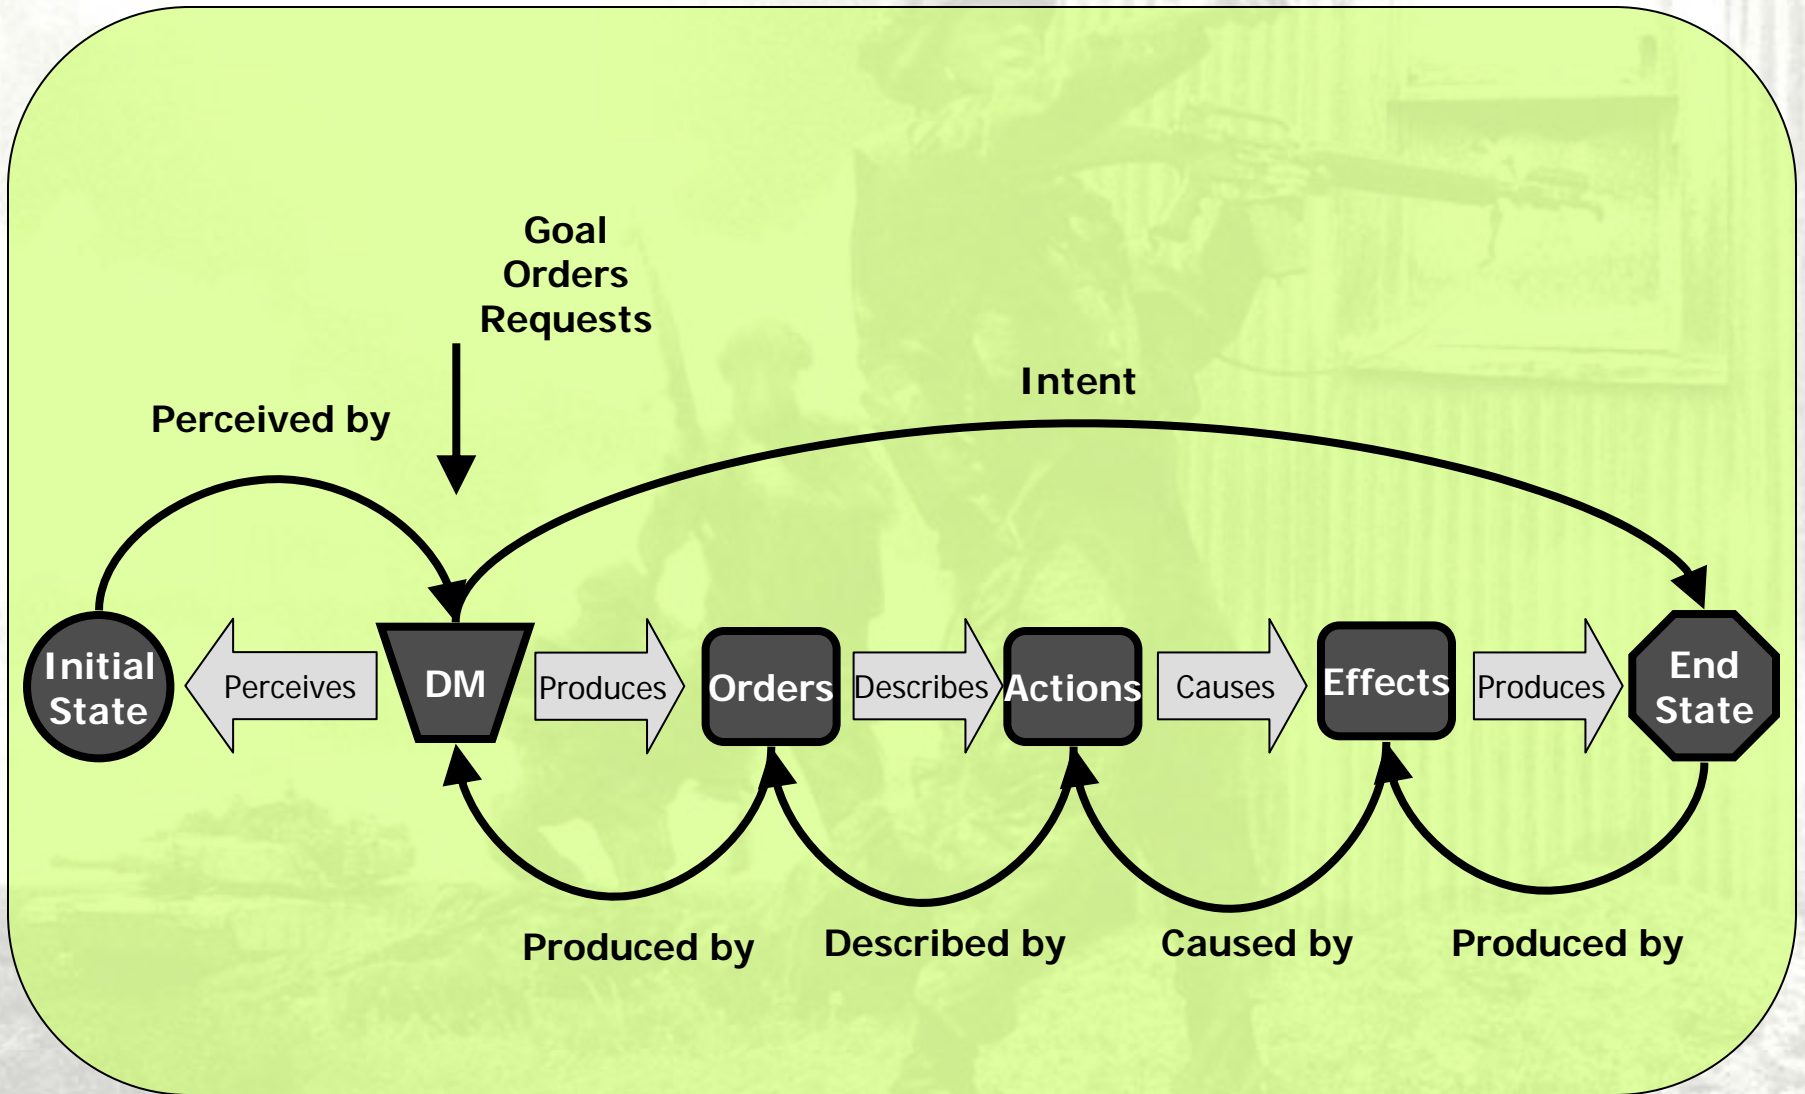 Goal
Orders
Requests
Intent
Perceived by
Initial
State
Perceives
DM
Produces
Orders
Describes
Actions
Causes
Effects
Produces
End
State
Produced by
Described by
Caused by
Produced by